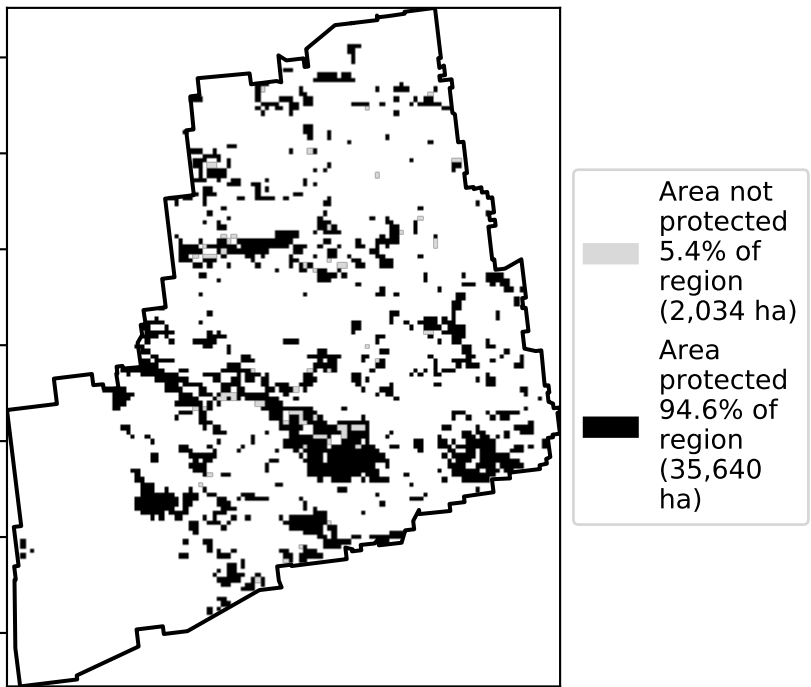 Area not
protected
5.4% of
region
(2,034 ha)
Area
protected
94.6% of
region
(35,640
ha)